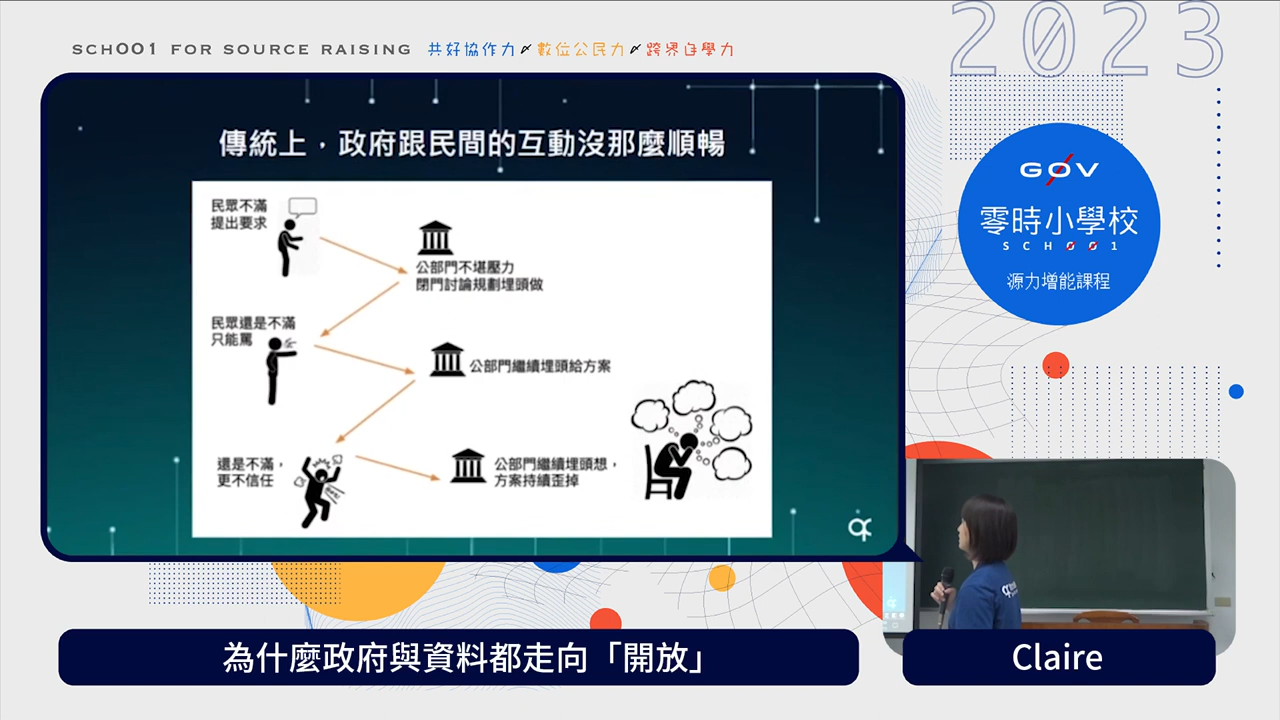 SCH001 FOR SOURCE RAISING 共好協作力 數位公民力 跨界自學力
2023
傳統上，政府跟民間的互動沒那麼順暢
民眾不滿
提出要求
公部門不堪壓力
閉門討論規劃埋頭做
民眾還是不滿
只能罵
公部門繼續埋頭給方案
還是不滿，
更不信任
公部門繼續埋頭想，
方案持續歪掉
G0V
零時小學校
SCH001
源力增能課程
為什麼政府與資料都走向「開放」
Claire